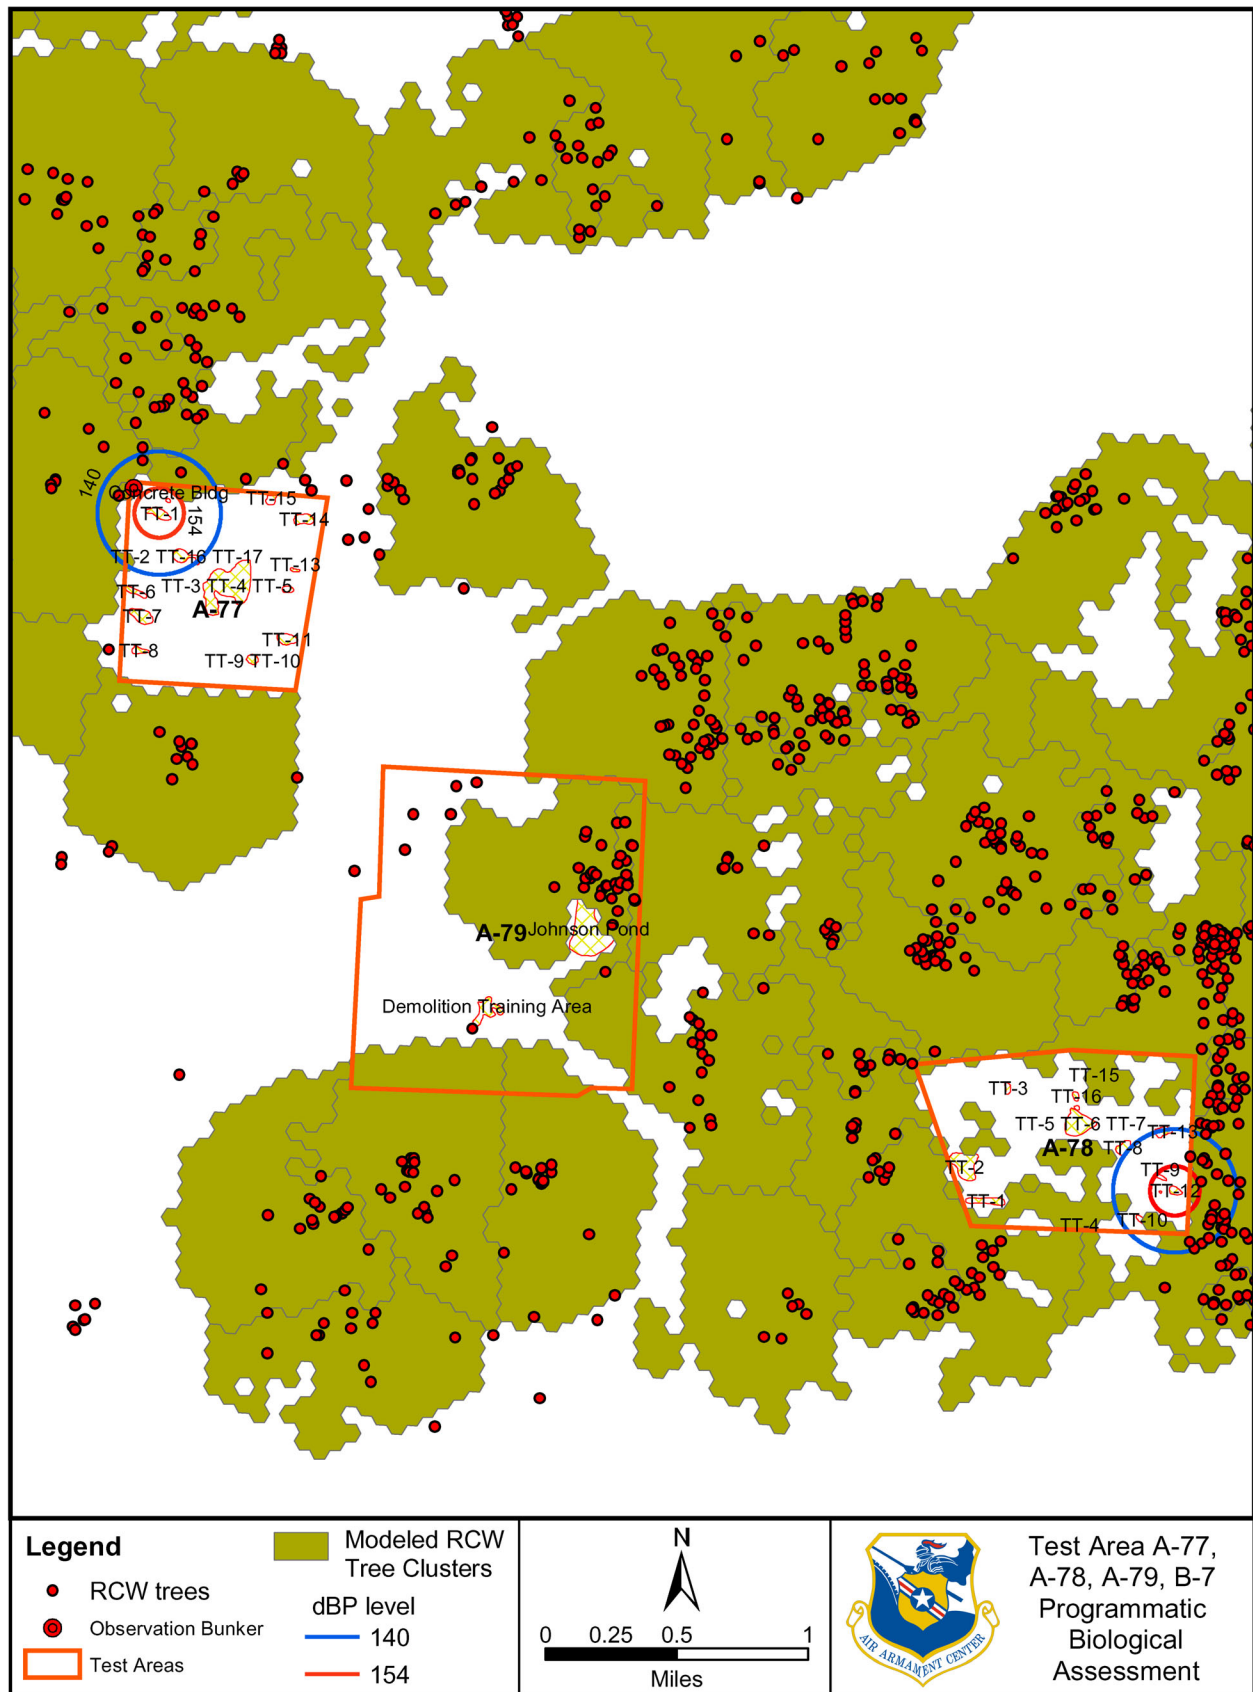 140
Concrete Bldg
TT-15
TT-1
154
TT-14
TT-2 TT-16 TT-17
TT-13
TT-6 TT-3 TT-4 TT-5
A-77
TT-7
TT-11
TT-8
TT-9 TT-10
A-79 Johnson Pond
Demolition Training Area
TT-15
TT-3
TT-16
TT-5 TT-6 TT-7
TT-13
A-78 TT-8
TT-2
TT-9
TT-12
TT-1
TT-4 TT-10
Legend
RCW trees
Observation Bunker
Test Areas
Modeled RCW
Tree Clusters
dBP level
140
154
N
0 0.25 0.5 1
Miles
AIR ARMAMENT CENTER
Test Area A-77,
A-78, A-79, B-7
Programmatic
Biological
Assessment